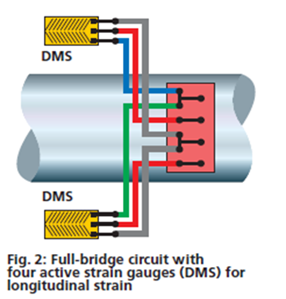 DMS
DMS
Fig. 2: Full-bridge circuit with
four active strain gauges (DMS) for
longitudinal strain